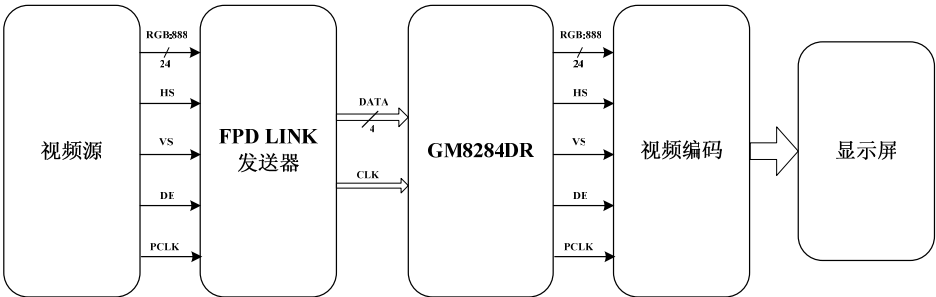 视频源
RGB:888
24
HS
VS
DE
PCLK
FPD LINK
发送器
DATA
4
CLK
GM8284DR
RGB:888
24
HS
VS
DE
PCLK
视频编码
显示屏